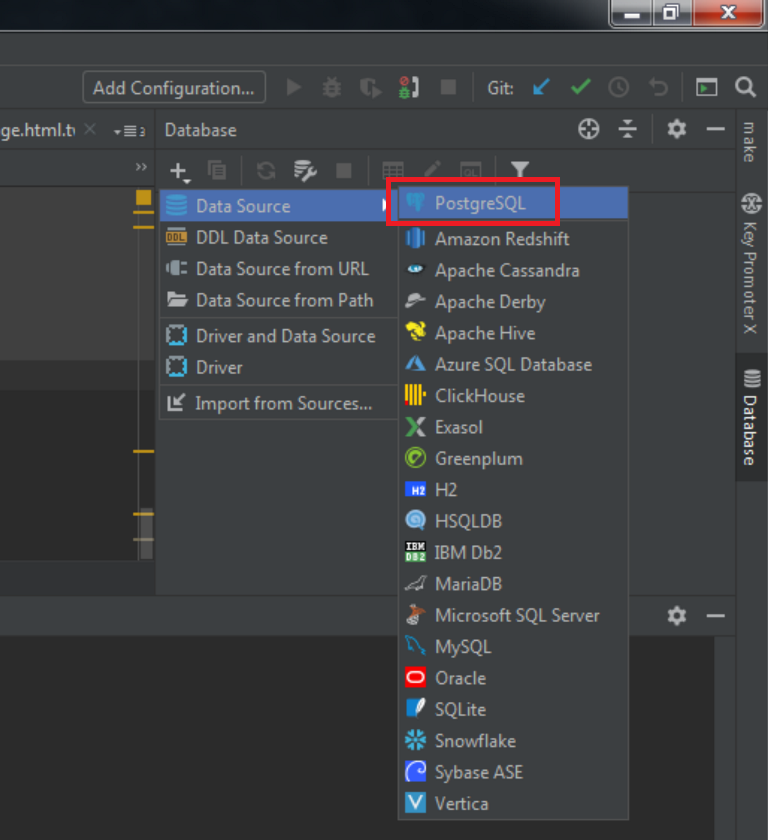 Add Configuration...
Git:
ge.html.tw
Database
make
Key Promoter X
Database
Data Source
DDL Data Source
Data Source from URL
Data Source from Path
Driver and Data Source
Driver
Import from Sources...
PostgreSQL
Amazon Redshift
Apache Cassandra
Apache Derby
Apache Hive
Azure SQL Database
ClickHouse
Exasol
Greenplum
H2
HSQLDB
IBM Db2
MariaDB
Microsoft SQL Server
MySQL
Oracle
SQLite
Snowflake
Sybase ASE
Vertica